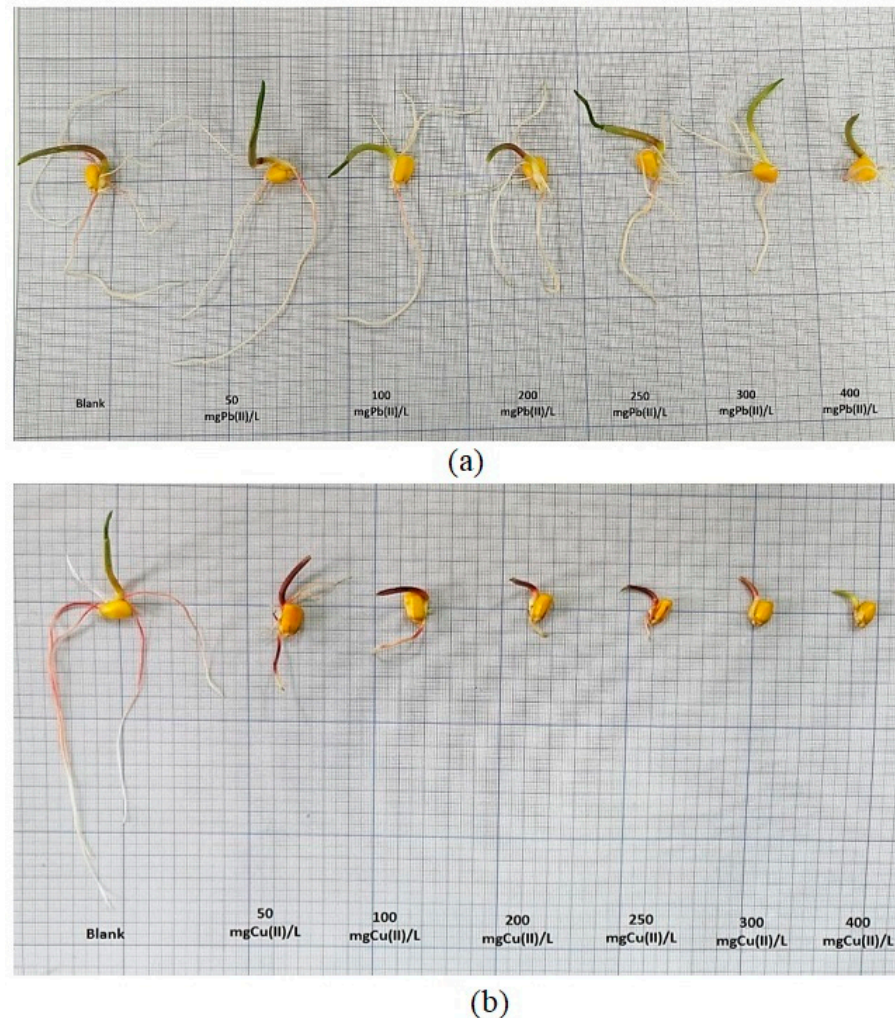 Blank
50
mgPb(II)/L
100
mgPb(II)/L
200
mgPb(II)/L
250
mgPb(II)/L
300
mgPb(II)/L
400
mgPb(II)/L
(a)
Blank
50
mgCu(II)/L
100
mgCu(II)/L
200
mgCu(II)/L
250
mgCu(II)/L
300
mgCu(II)/L
400
mgCu(II)/L
(b)